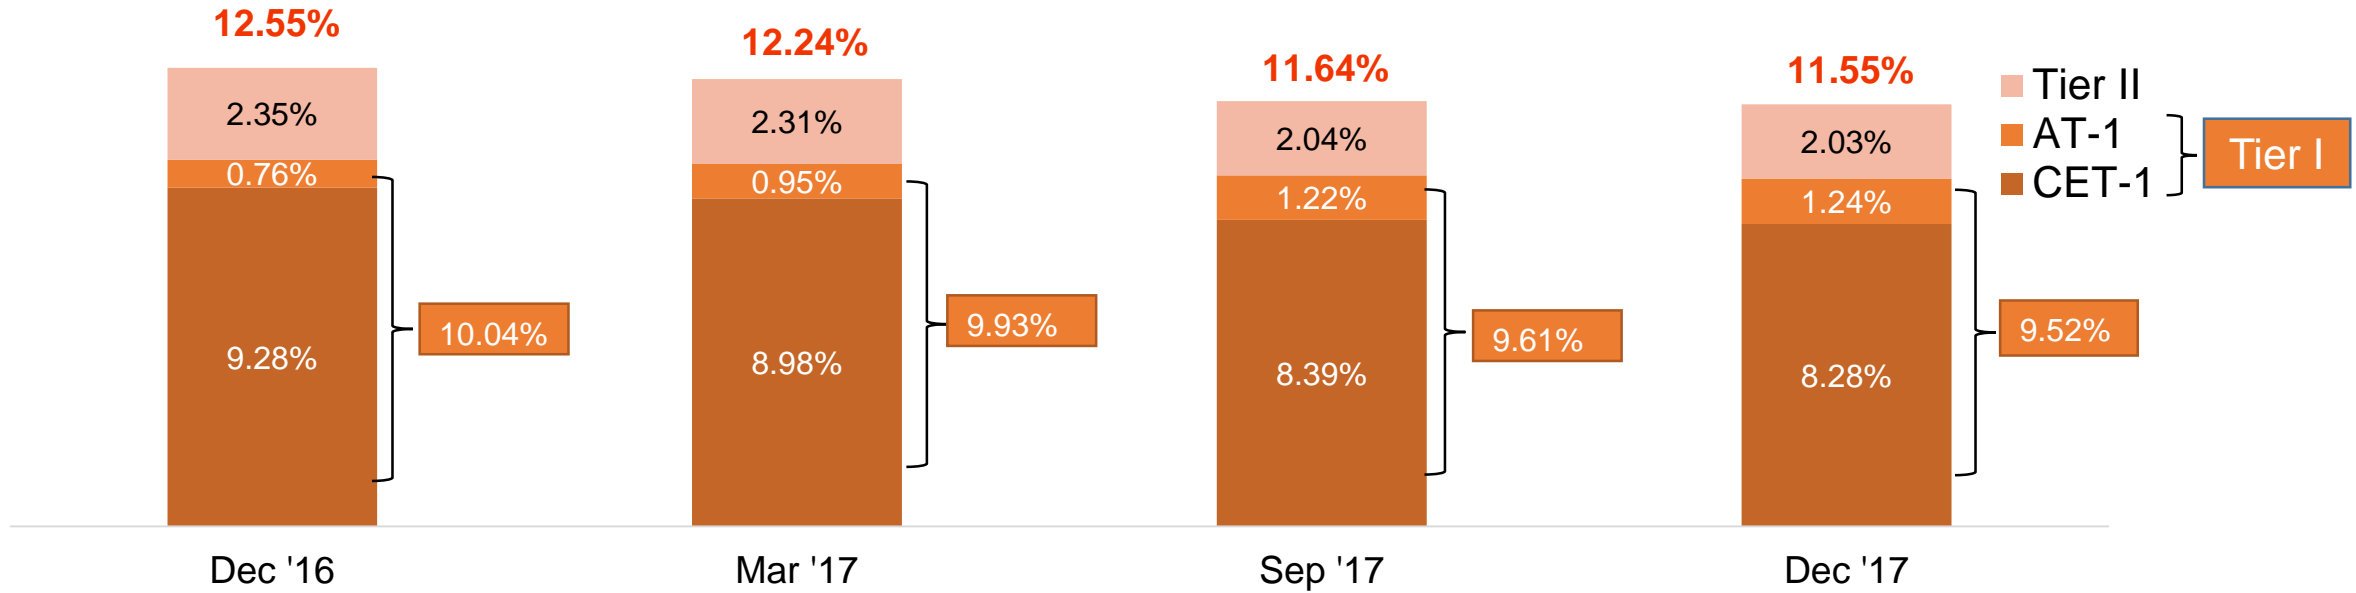 12.55%
12.24%
11.64%
11.55%
Tier II
AT-1
CET-1
Tier I
2.35%
2.31%
2.04%
2.03%
0.76%
0.95%
1.22%
1.24%
10.04%
9.93%
9.61%
9.52%
9.28%
8.98%
8.39%
8.28%
Dec '16
Mar '17
Sep '17
Dec '17